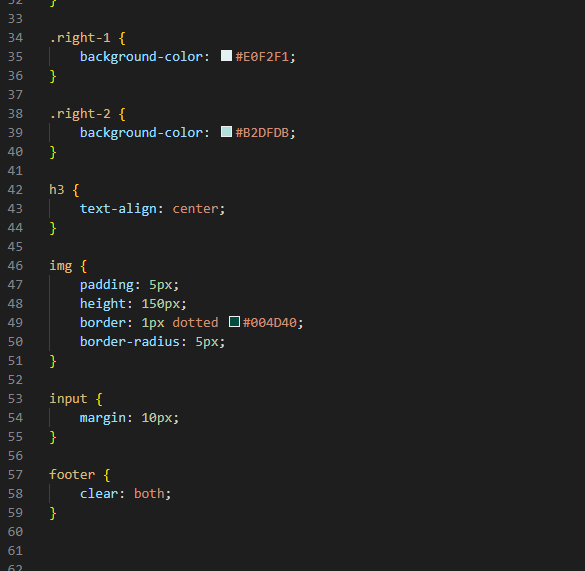 32 }
33
34 .right-1 {
35 background-color: #E0F2F1;
36 }
37
38 .right-2 {
39 background-color: #B2DFDB;
40 }
41
42 h3 {
43 text-align: center;
44 }
45
46 img {
47 padding: 5px;
48 height: 150px;
49 border: 1px dotted #004D40;
50 border-radius: 5px;
51 }
52
53 input {
54 margin: 10px;
55 }
56
57 footer {
58 clear: both;
59 }
60
61
62